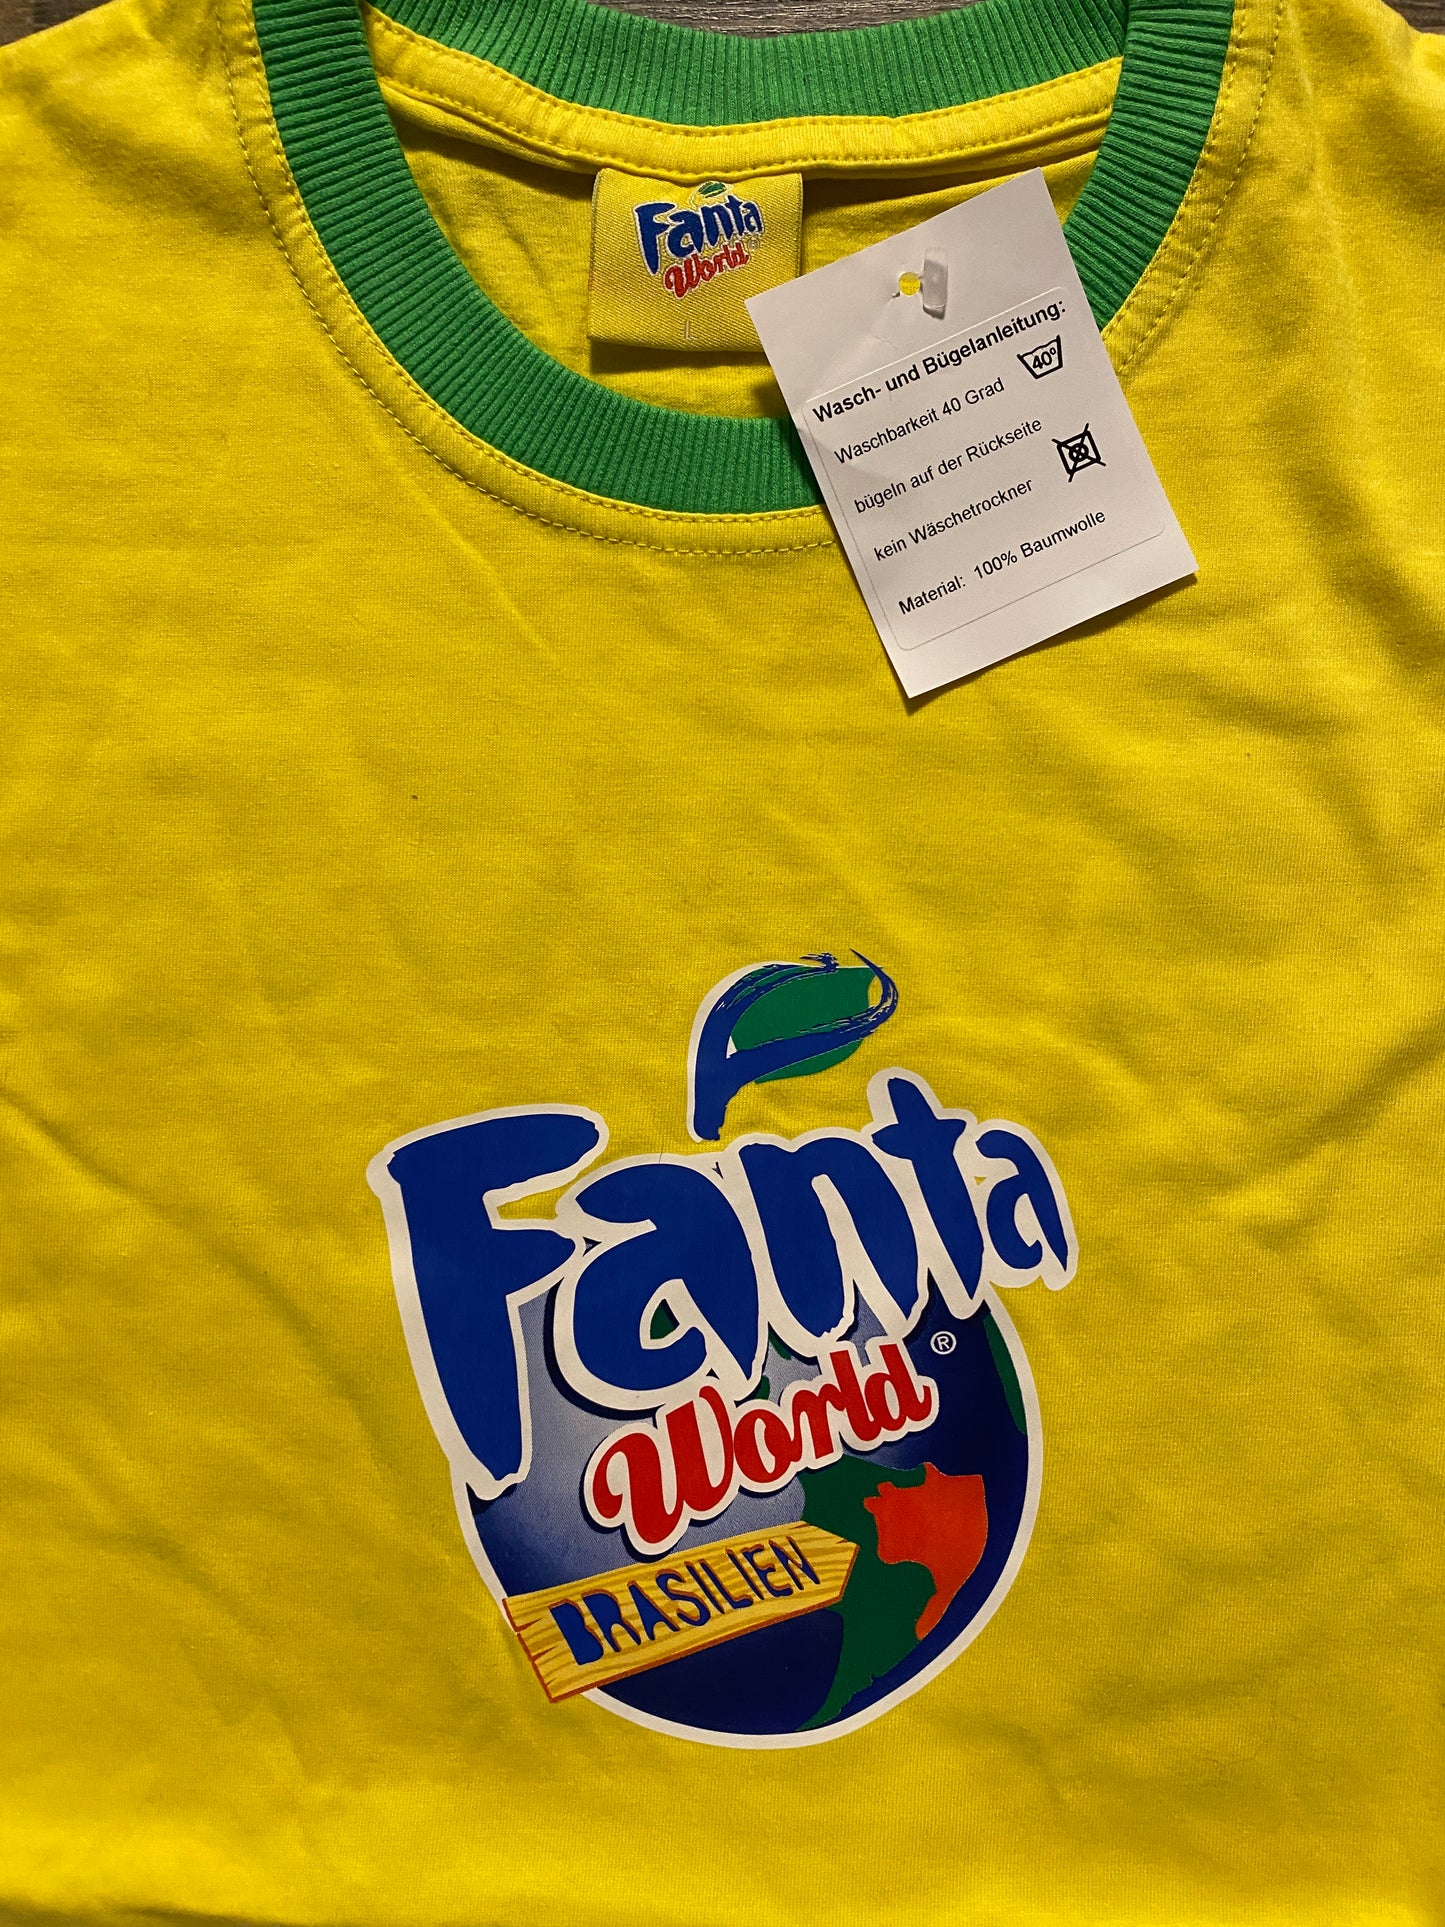 Fanta
World®
L
Wasch- und Bügelanleitung:
Waschbarkeit 40 Grad 40°
bügeln auf der Rückseite
kein Wäschetrockner
Material: 100% Baumwolle
Fanta
World®
BRASILIEN